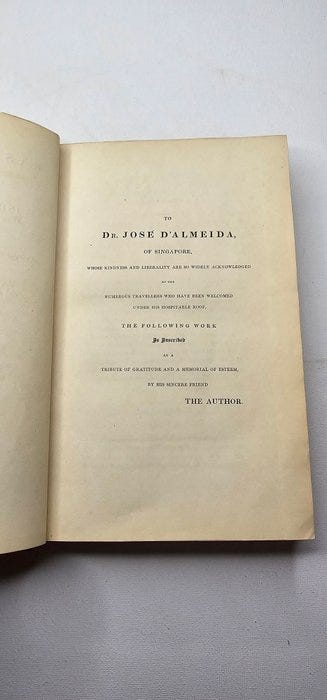 TO
DR. JOSÉ D'ALMEIDA,
OF SINGAPORE,
WHOSE KINDNESS AND LIBERALITY ARE SO WIDELY ACKNOWLEDGED
BY THE
NUMEROUS TRAVELLERS WHO HAVE BEEN WELCOMED
UNDER HIS HOSPITABLE ROOF,
THE FOLLOWING WORK
Is Inscribed
AS A
TRIBUTE OF GRATITUDE AND A MEMORIAL OF ESTEEM,
BY HIS SINCERE FRIEND
THE AUTHOR.